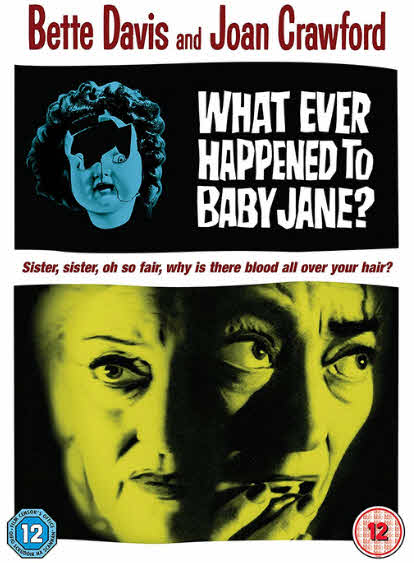 Bette Davis and Joan Crawford
WHAT EVER
HAPPENED TO
BABY JANE?
Sister, sister, oh so fair, why is there blood all over your hair?
12
12